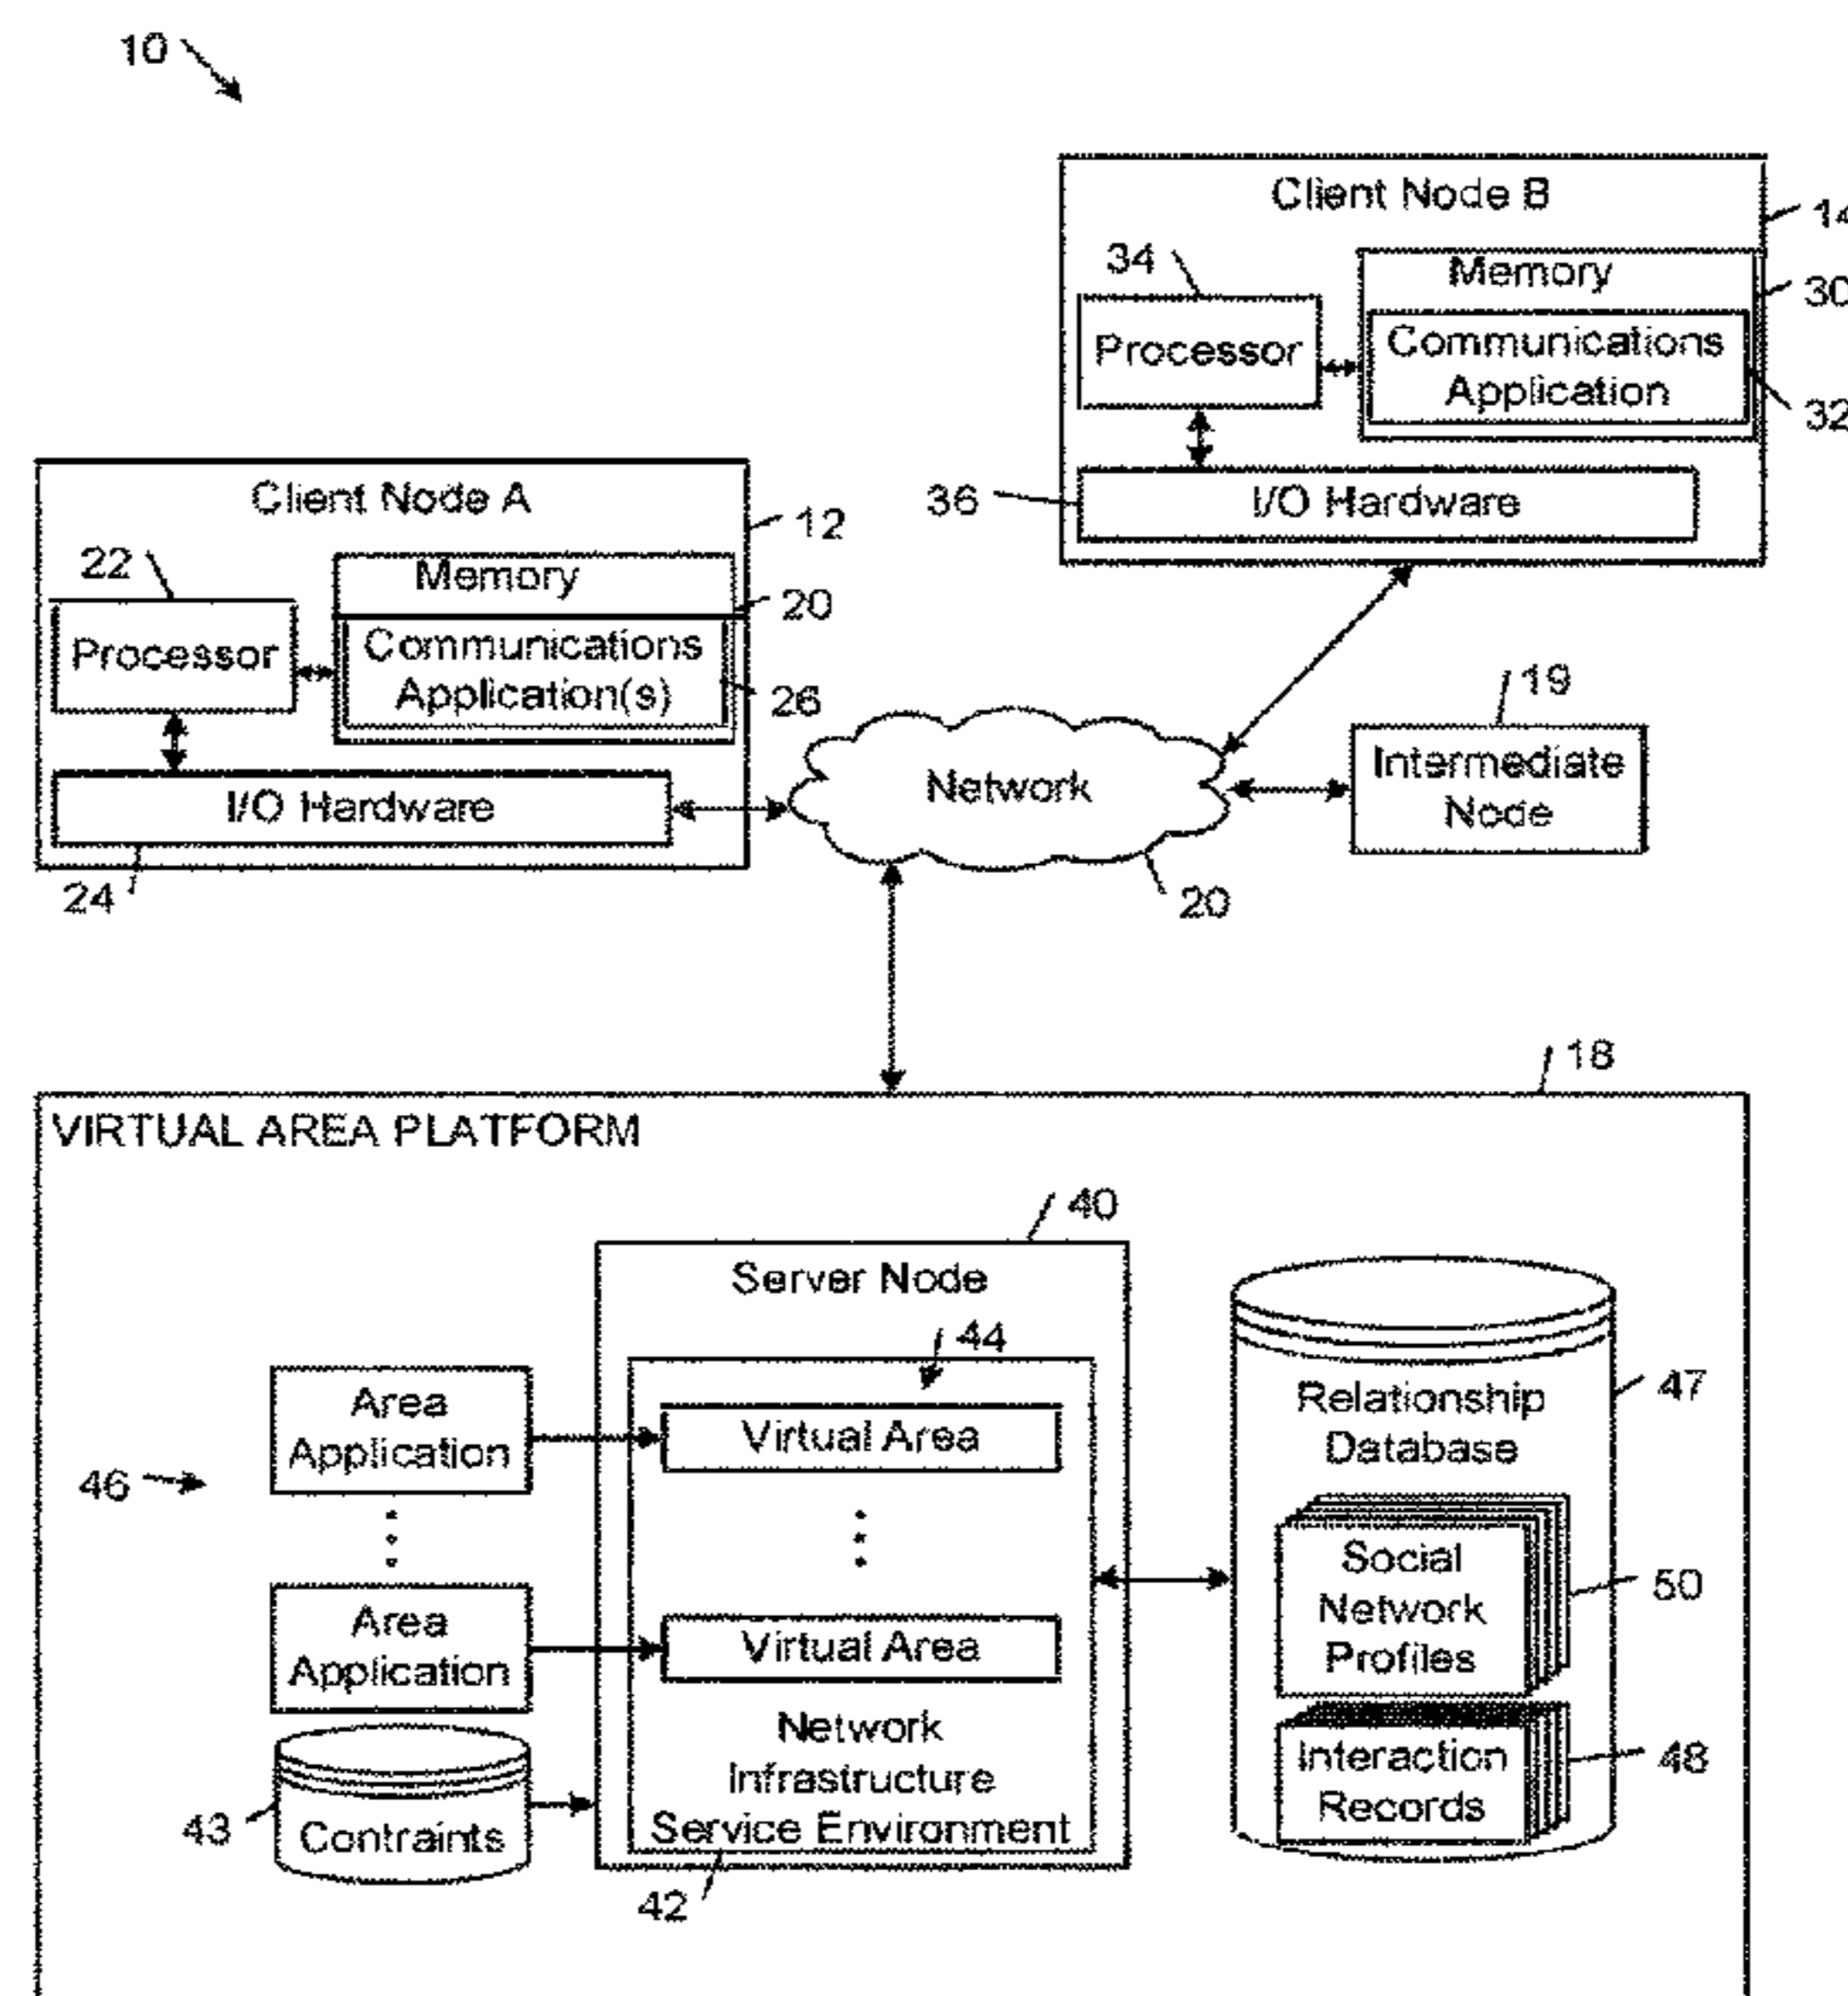 10
Client Node B
14
34
Memory
30
Processor
Communications
Application
32
36
I/O Hardware
Client Node A
12
22
Memory
20
Processor
Communications
Application(s)
26
I/O Hardware
24
Network
20
19
Intermediate
Node
18
VIRTUAL AREA PLATFORM
40
Server Node
44
Area
Application
Virtual Area
46
Area
Application
Virtual Area
Network
Infrastructure
Service Environment
42
43
Contraints
Relationship
Database
47
Social
Network
Profiles
50
Interaction
Records
48